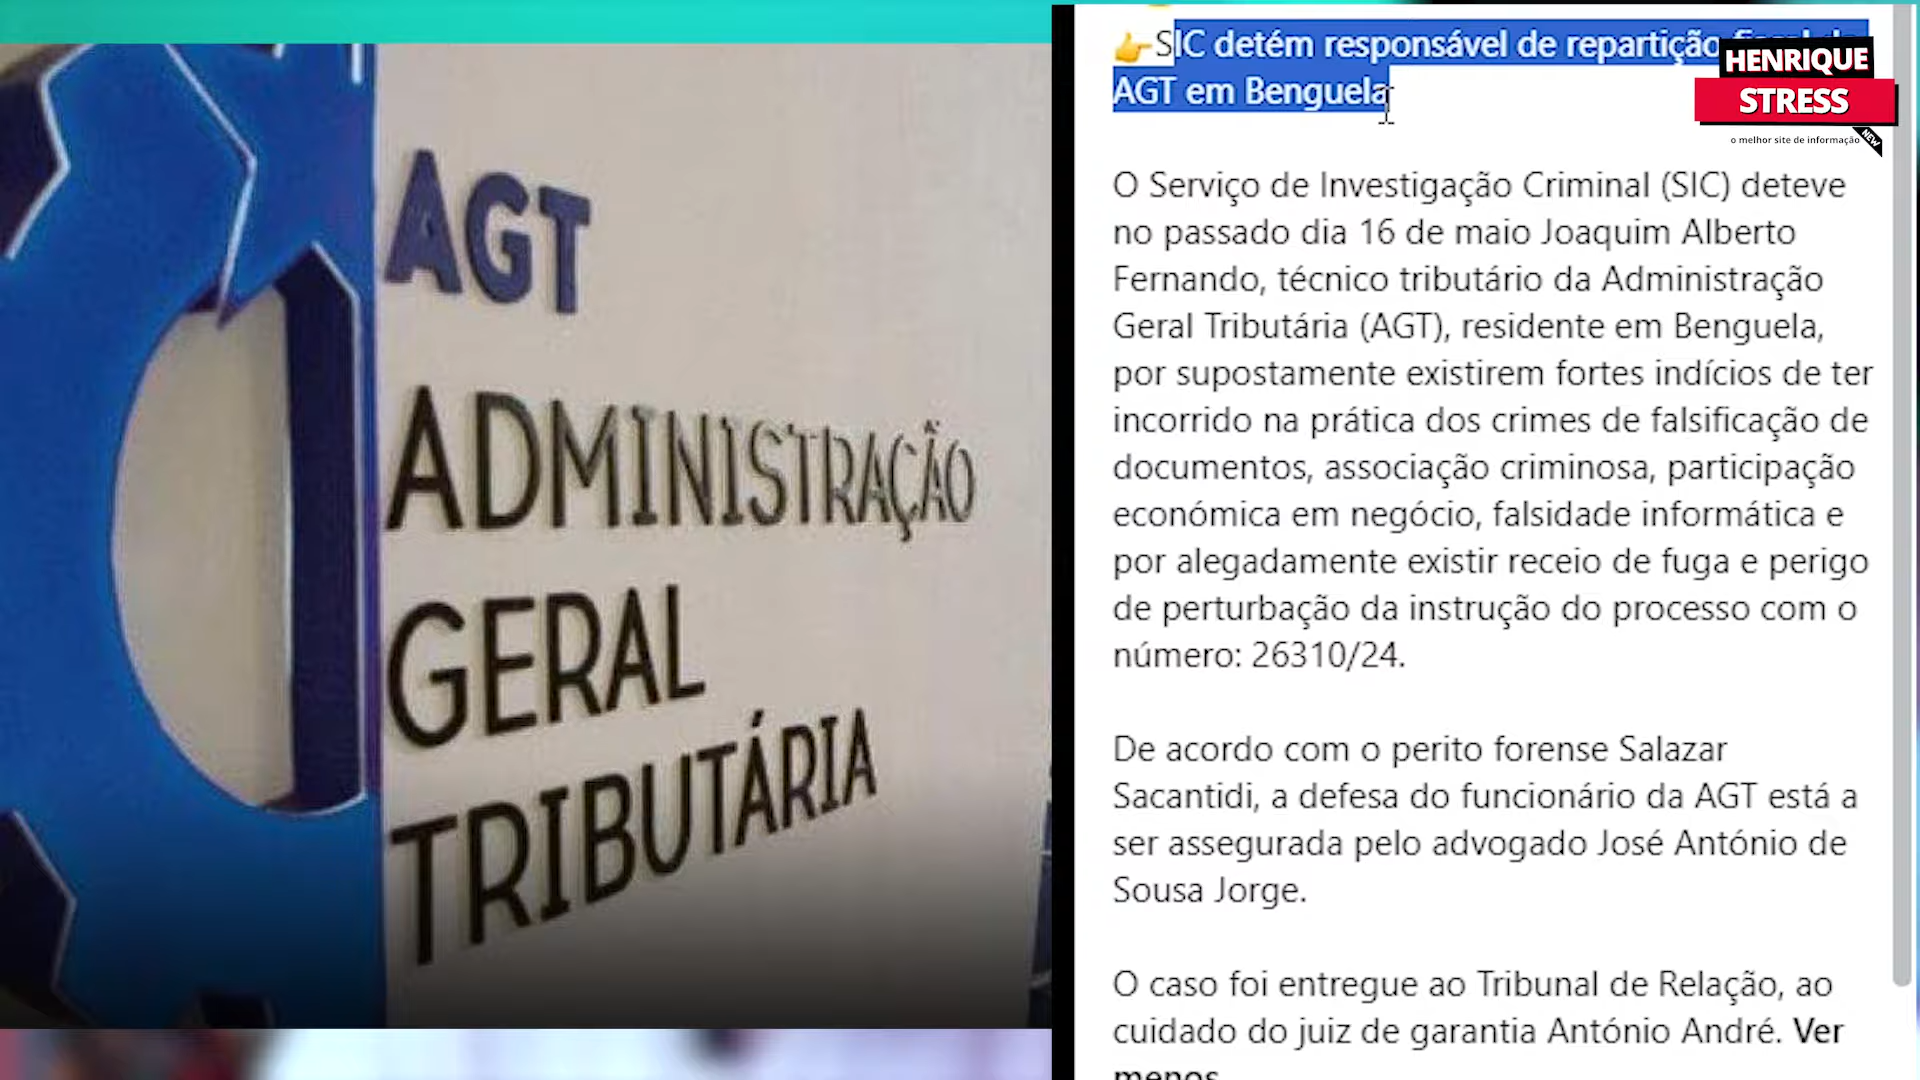 AGT
ADMINISTRAÇÃO
GERAL
TRIBUTÁRIA
SIC detém responsável de repartição
AGT em Benguela
HENRIQUE
STRESS
o melhor site de informação
NEW
O Serviço de Investigação Criminal (SIC) deteve
no passado dia 16 de maio Joaquim Alberto
Fernando, técnico tributário da Administração
Geral Tributária (AGT), residente em Benguela,
por supostamente existirem fortes indícios de ter
incorrido na prática dos crimes de falsificação de
documentos, associação criminosa, participação
económica em negócio, falsidade informática e
por alegadamente existir receio de fuga e perigo
de perturbação da instrução do processo com o
número: 26310/24.
De acordo com o perito forense Salazar
Sacantidi, a defesa do funcionário da AGT está a
ser assegurada pelo advogado José António de
Sousa Jorge.
O caso foi entregue ao Tribunal de Relação, ao
cuidado do juiz de garantia António André. Ver
menos